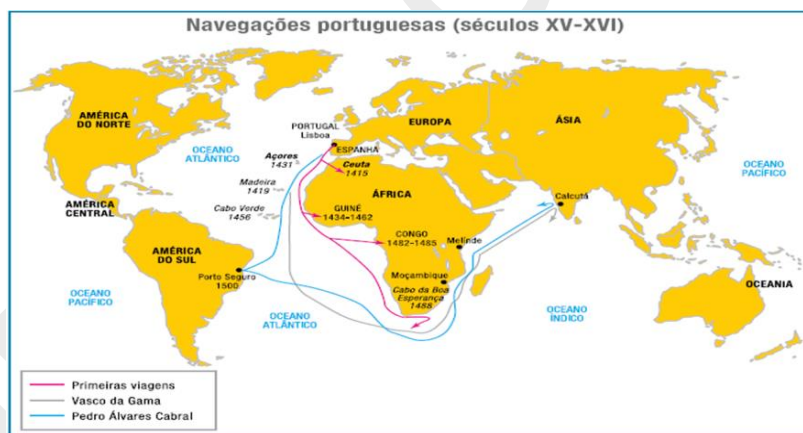 Navegações portuguesas (séculos XV-XVI)
AMÉRICA
DO NORTE
OCEANO
ATLÂNTICO
PORTUGAL
Lisboa
ESPANHA
EUROPA
ÁSIA
Açores
1431
Ceuta
1415
OCEANO
PACÍFICO
Madeira
1419
AMÉRICA
CENTRAL
Cabo Verde
1456
GUINÉ
1434-1462
ÁFRICA
Calcutá
CONGO
1482-1485
Melinde
AMÉRICA
DO SUL
Porto Seguro
1500
Moçambique
Cabo da Boa
Esperança
1488
OCEANIA
OCEANO
PACÍFICO
OCEANO
ATLÂNTICO
OCEANO
ÍNDICO
Primeiras viagens
Vasco da Gama
Pedro Álvares Cabral